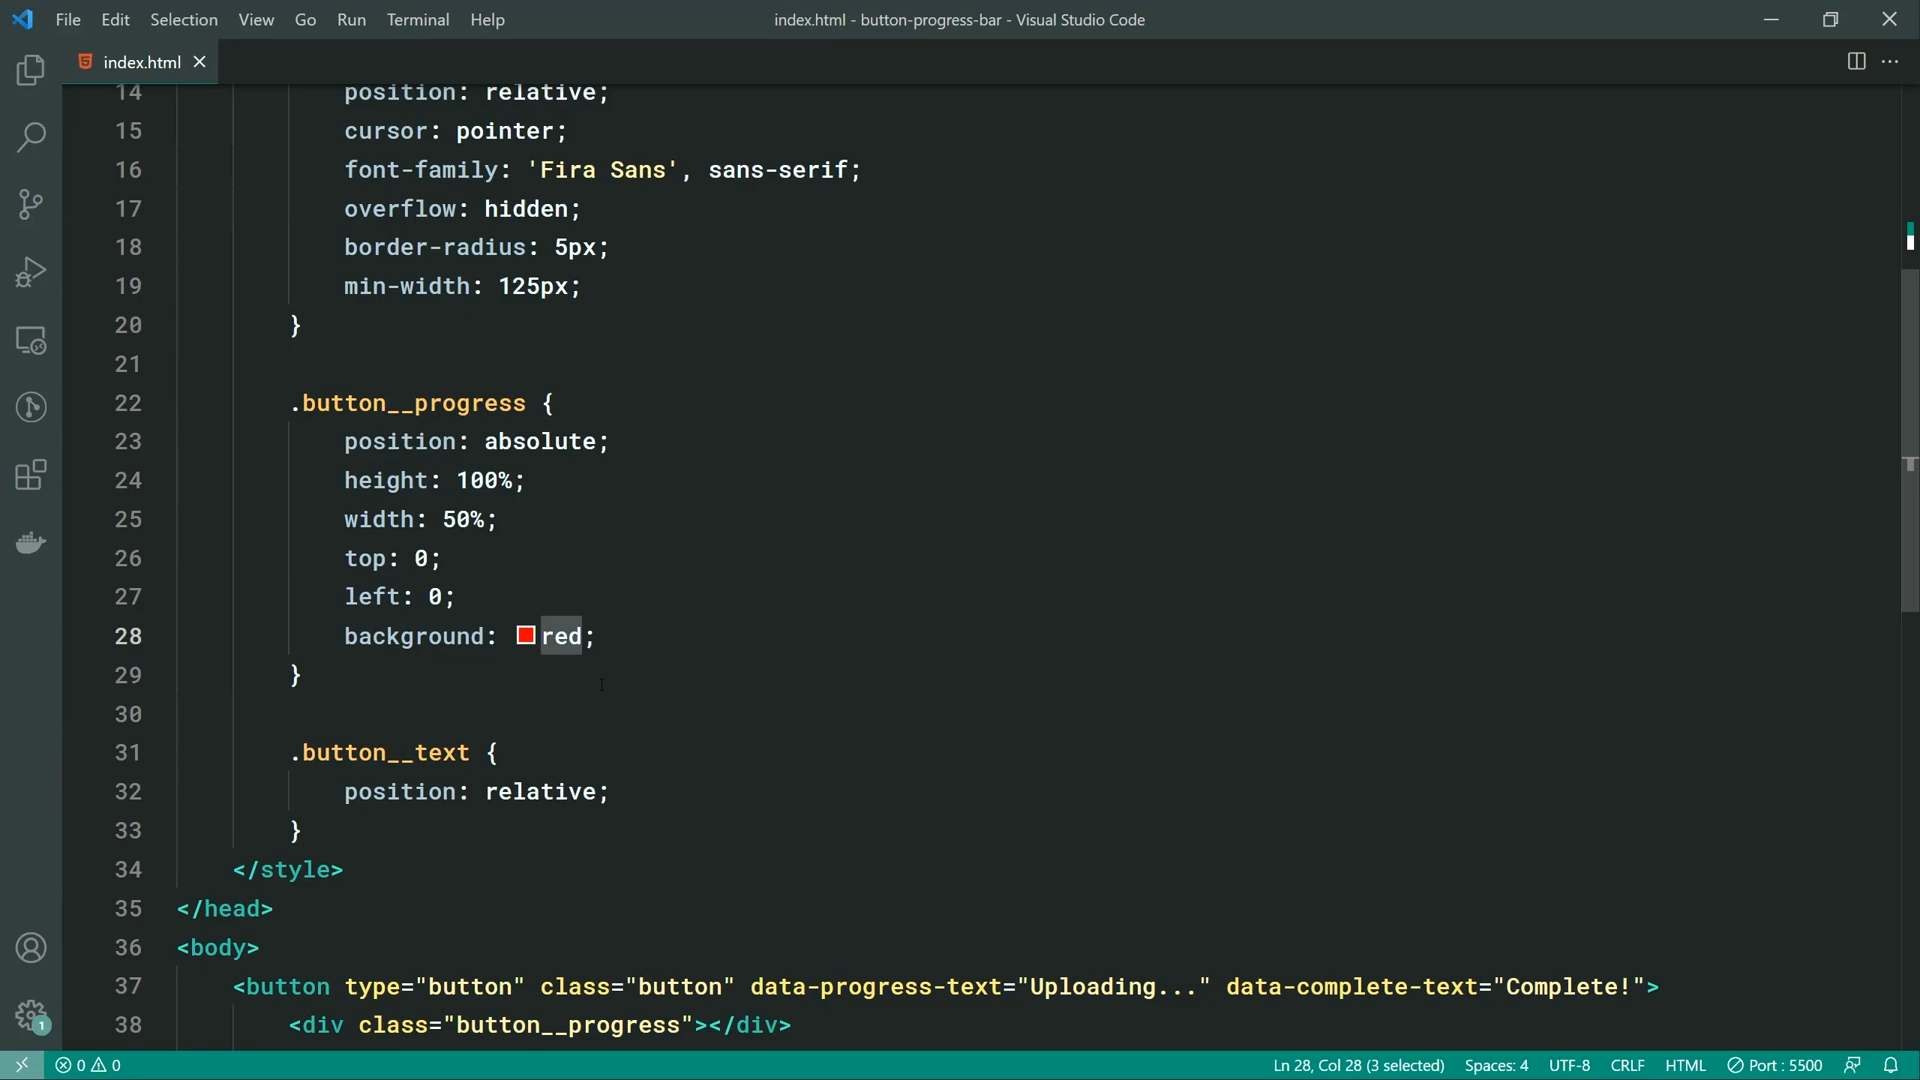 File Edit Selection View Go Run Terminal Help
index.html - button-progress-bar - Visual Studio Code
index.html
14 position: relative;
15 cursor: pointer;
16 font-family: 'Fira Sans', sans-serif;
17 overflow: hidden;
18 border-radius: 5px;
19 min-width: 125px;
20 }
21
22 .button__progress {
23 position: absolute;
24 height: 100%;
25 width: 50%;
26 top: 0;
27 left: 0;
28 background: red;
29 }
30
31 .button__text {
32 position: relative;
33 }
34 </style>
35 </head>
36 <body>
37 <button type="button" class="button" data-progress-text="Uploading..." data-complete-text="Complete!">
38 <div class="button__progress"></div>
1
0 0 Ln 28, Col 28 (3 selected) Spaces: 4 UTF-8 CRLF HTML Port : 5500